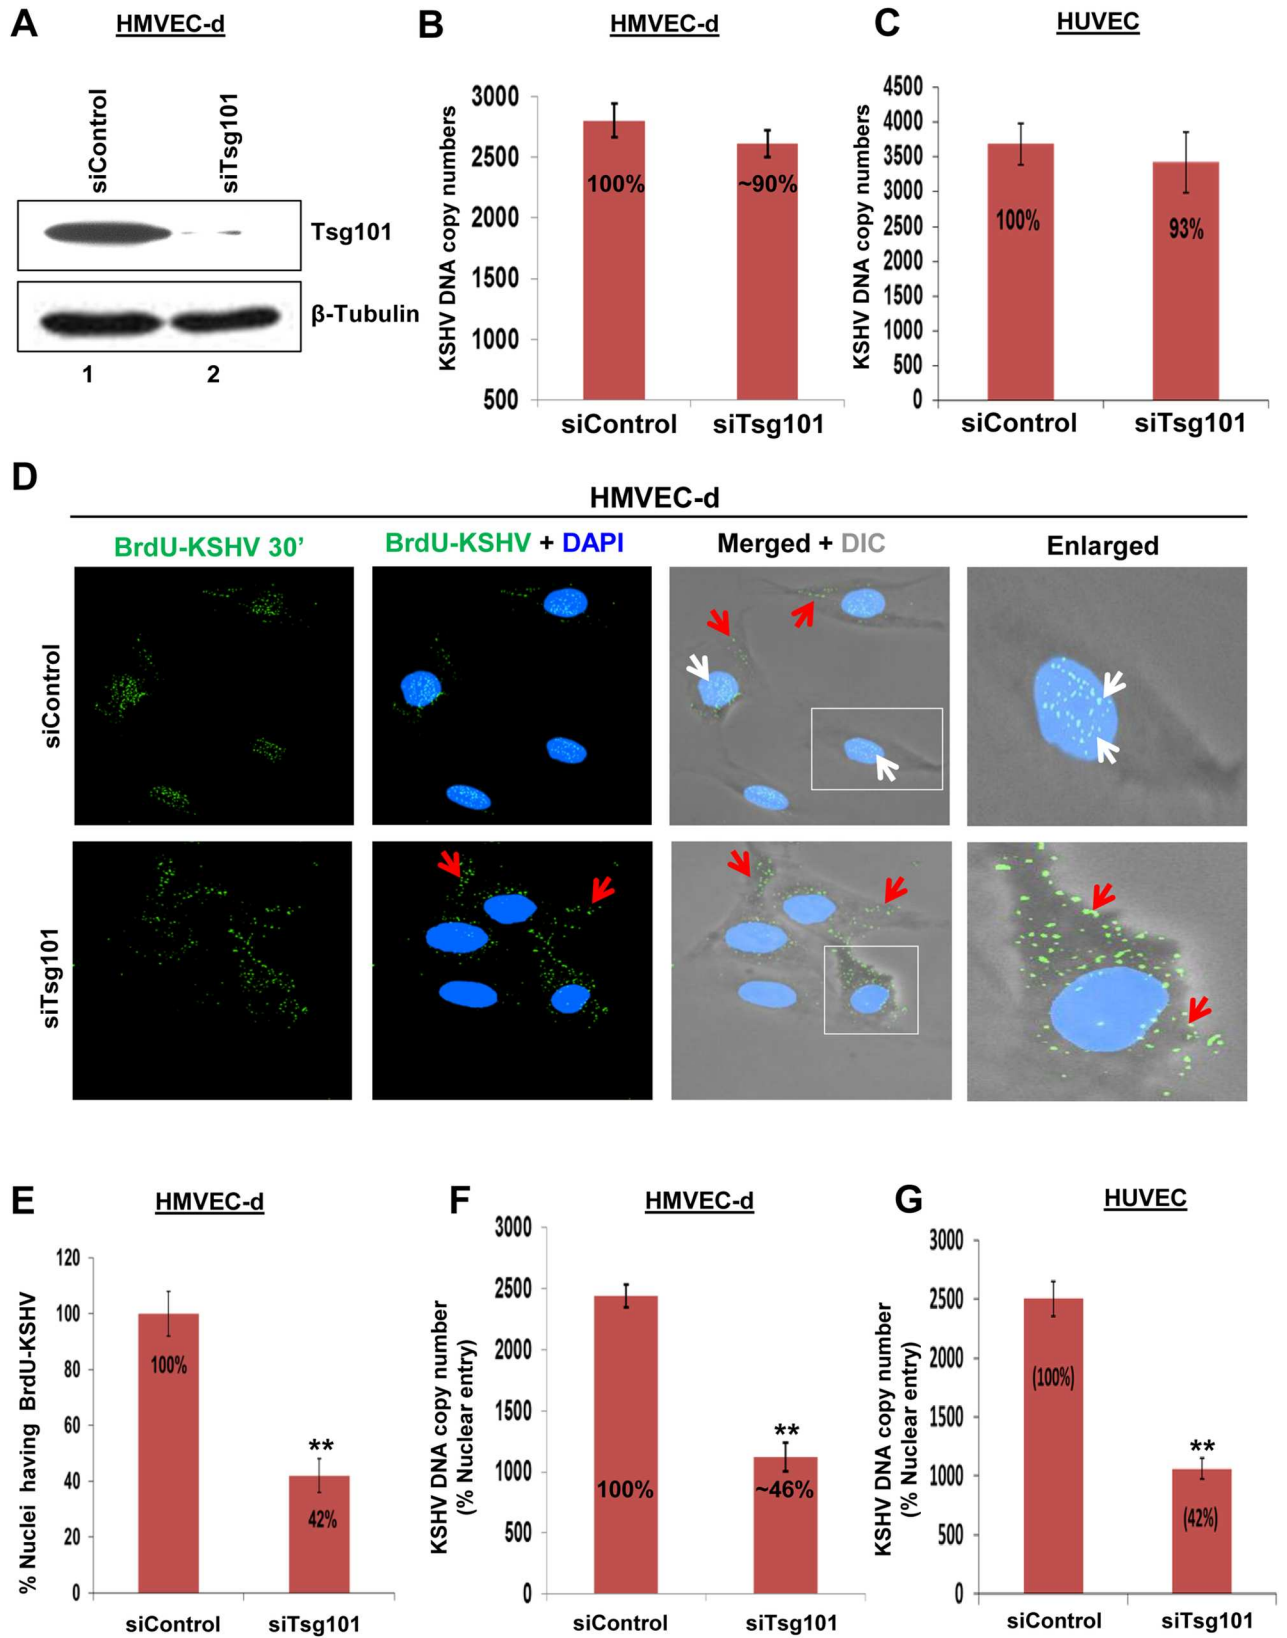 A
HMVEC-d
siControl
siTsg101
Tsg101
β-Tubulin
1
2
B
HMVEC-d
KSHV DNA copy numbers
3000
2500
2000
1500
1000
500
100%
~90%
siControl
siTsg101
C
HUVEC
KSHV DNA copy numbers
4500
4000
3500
3000
2500
2000
1500
1000
500
0
100%
93%
siControl
siTsg101
D
HMVEC-d
BrdU-KSHV 30’
BrdU-KSHV + DAPI
Merged + DIC
Enlarged
siControl
siTsg101
E
HMVEC-d
% Nuclei having BrdU-KSHV
120
100
80
60
40
20
0
100%
**
42%
siControl
siTsg101
F
HMVEC-d
KSHV DNA copy number
(% Nuclear entry)
3000
2500
2000
1500
1000
500
0
100%
**
~46%
siControl
siTsg101
G
HUVEC
KSHV DNA copy number
(% Nuclear entry)
3000
2500
2000
1500
1000
500
0
(100%)
**
(42%)
siControl
siTsg101